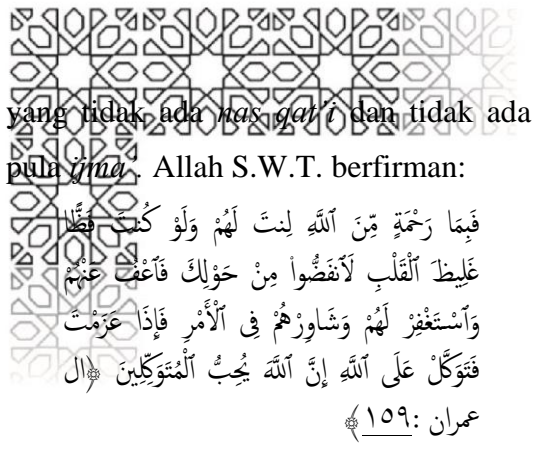 yang tidak ada nas qat'i dan tidak ada
pula ijma'. Allah S.W.T. berfirman:
فَبِمَا رَحْمَةٍ مِّنَ ٱللَّهِ لِنتَ لَهُمْ وَلَوْ كُنتَ فَظًّا
غَلِيظَ ٱلْقَلْبِ لَٱنفَضُّوا۟ مِنْ حَوْلِكَ فَٱعْفُ عَنْهُمْ
وَٱسْتَغْفِرْ لَهُمْ وَشَاوِرْهُمْ فِى ٱلْأَمْرِ فَإِذَا عَزَمْتَ
فَتَوَكَّلْ عَلَى ٱللَّهِ إِنَّ ٱللَّهَ يُحِبُّ ٱلْمُتَوَكِّلِينَ ﴿ال
عمران :١٥٩﴾